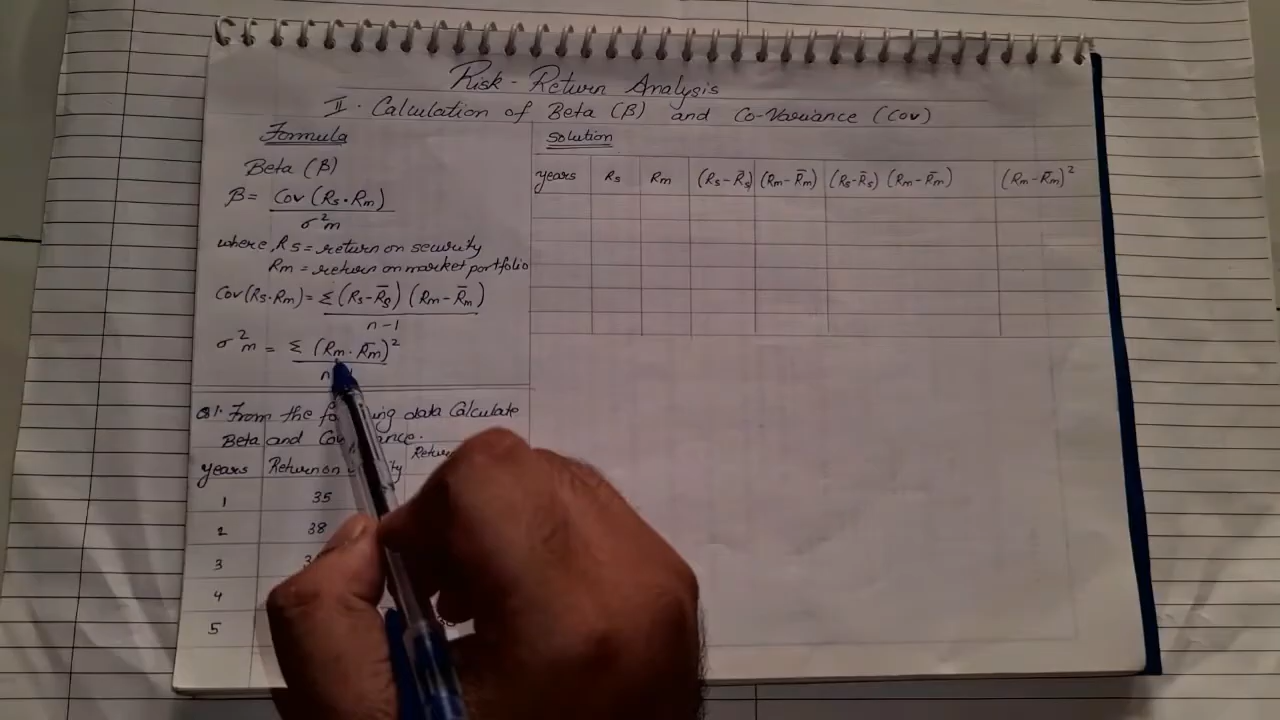 Risk-Return Analysis
II. Calculation of Beta (β) and Co-Variance (Cov)
Formula
Beta (β)
β = Cov (Rs.Rm)
σ²m
where, Rs = return on security
Rm = return on market portfolio
Cov (Rs.Rm) = Σ (Rs-R̄s) (Rm-R̄m)
n-1
σ²m = Σ (Rm-R̄m)²
n
Q1. From the data Calculate
Beta and
years Return on
1 35
2 38
3
4
5
Solution
years Rs Rm (Rs-R̄s) (Rm-R̄m) (Rs-R̄s) (Rm-R̄m) (Rm-R̄m)²